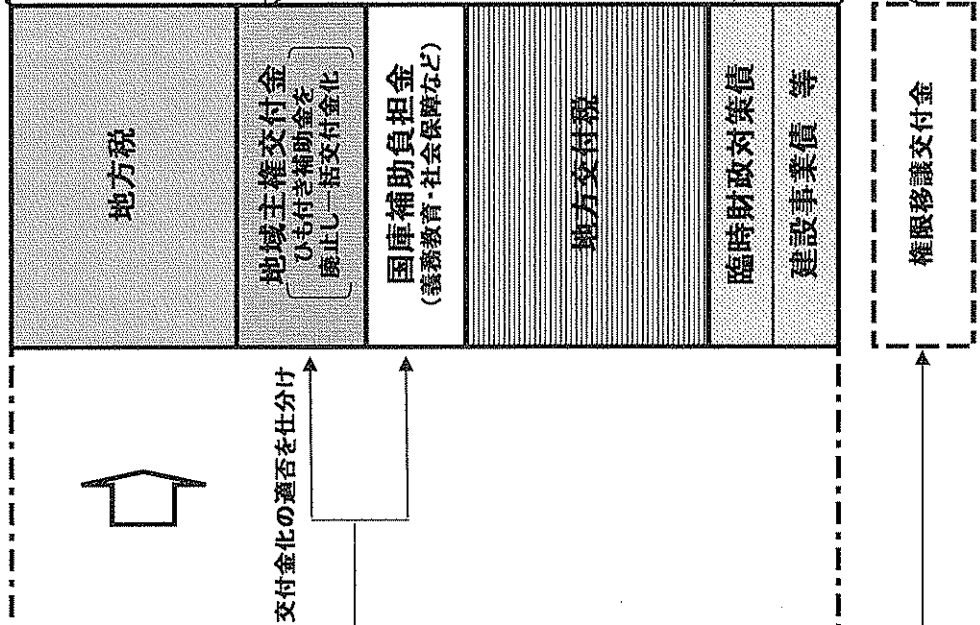 地方税
地域主権交付金
ひも付き補助金を
廃止し一括交付金化
国庫補助負担金
(義務教育・社会保障など)
地方交付税
臨時財政対策債
建設事業債 等
権限移譲交付金
交付金化の適否を仕分け